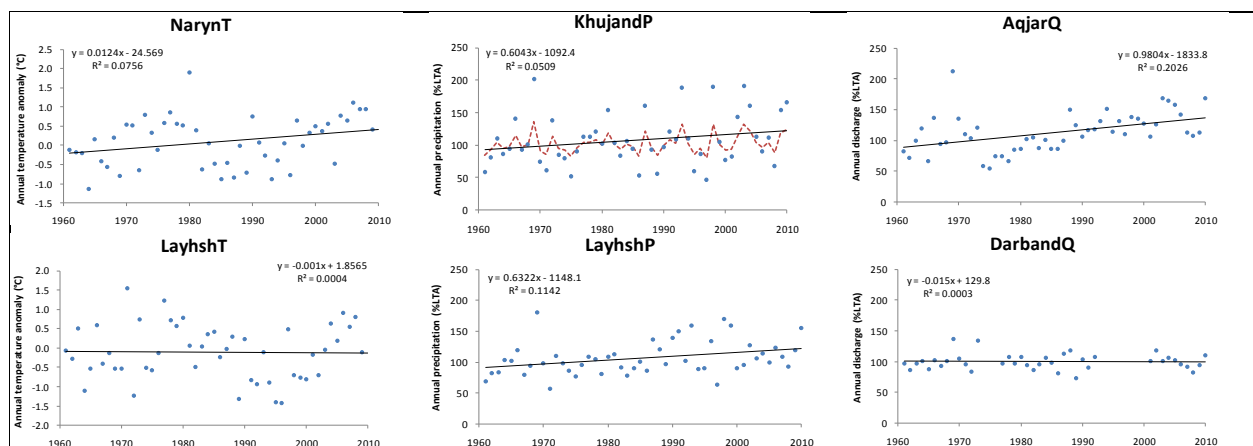 NarynT
y = 0.0124x - 24.569
R² = 0.0756
Annual temperature anomaly (°C)
2.5
2.0
1.5
1.0
0.5
0.0
-0.5
-1.0
-1.5
1960 1970 1980 1990 2000 2010
KhujandP
y = 0.6043x - 1092.4
R² = 0.0509
Annual precipitation (%LTA)
250
200
150
100
50
0
1960 1970 1980 1990 2000 2010
AqjarQ
y = 0.9804x - 1833.8
R² = 0.2026
Annual discharge (%LTA)
250
200
150
100
50
0
1960 1970 1980 1990 2000 2010
LayhshT
y = -0.001x + 1.8565
R² = 0.0004
Annual temperature anomaly (°C)
2.0
1.5
1.0
0.5
0.0
-0.5
-1.0
-1.5
-2.0
1960 1970 1980 1990 2000 2010
LayhshP
y = 0.6322x - 1148.1
R² = 0.1142
Annual precipitation (%LTA)
250
200
150
100
50
0
1960 1970 1980 1990 2000 2010
DarbandQ
y = -0.015x + 129.8
R² = 0.0003
Annual discharge (%LTA)
250
200
150
100
50
0
1960 1970 1980 1990 2000 2010